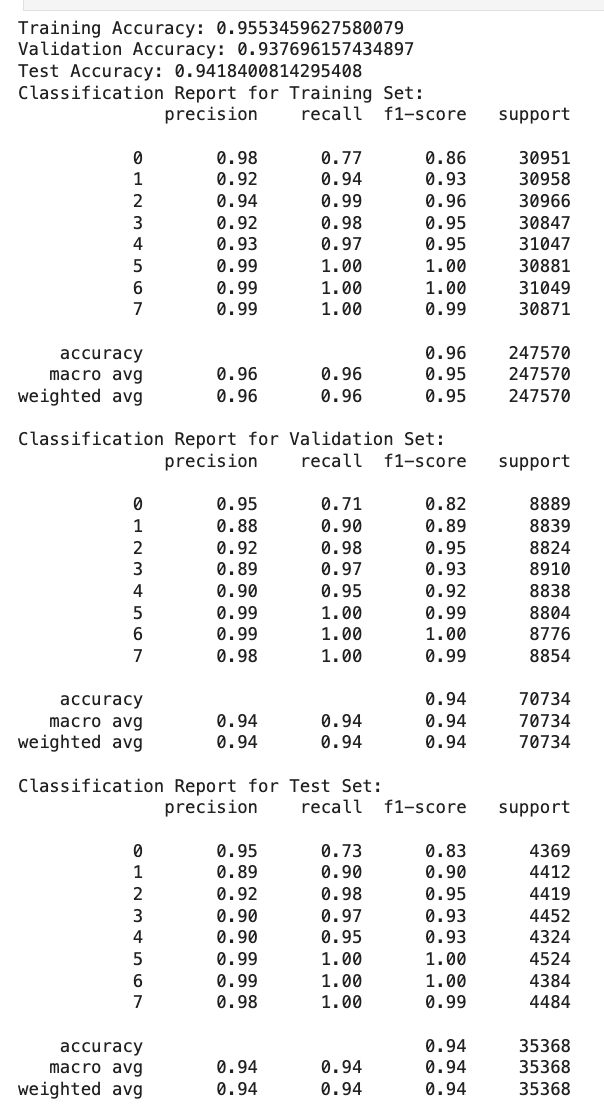 Training Accuracy: 0.9553459627580079
Validation Accuracy: 0.937696157434897
Test Accuracy: 0.9418400814295408
Classification Report for Training Set:
precision recall f1-score support
0 0.98 0.77 0.86 30951
1 0.92 0.94 0.93 30958
2 0.94 0.99 0.96 30966
3 0.92 0.98 0.95 30847
4 0.93 0.97 0.95 31047
5 0.99 1.00 1.00 30881
6 0.99 1.00 1.00 31049
7 0.99 1.00 0.99 30871
accuracy 0.96 247570
macro avg 0.96 0.96 0.95 247570
weighted avg 0.96 0.96 0.95 247570
Classification Report for Validation Set:
precision recall f1-score support
0 0.95 0.71 0.82 8889
1 0.88 0.90 0.89 8839
2 0.92 0.98 0.95 8824
3 0.89 0.97 0.93 8910
4 0.90 0.95 0.92 8838
5 0.99 1.00 0.99 8804
6 0.99 1.00 1.00 8776
7 0.98 1.00 0.99 8854
accuracy 0.94 70734
macro avg 0.94 0.94 0.94 70734
weighted avg 0.94 0.94 0.94 70734
Classification Report for Test Set:
precision recall f1-score support
0 0.95 0.73 0.83 4369
1 0.89 0.90 0.90 4412
2 0.92 0.98 0.95 4419
3 0.90 0.97 0.93 4452
4 0.90 0.95 0.93 4324
5 0.99 1.00 1.00 4524
6 0.99 1.00 1.00 4384
7 0.98 1.00 0.99 4484
accuracy 0.94 35368
macro avg 0.94 0.94 0.94 35368
weighted avg 0.94 0.94 0.94 35368